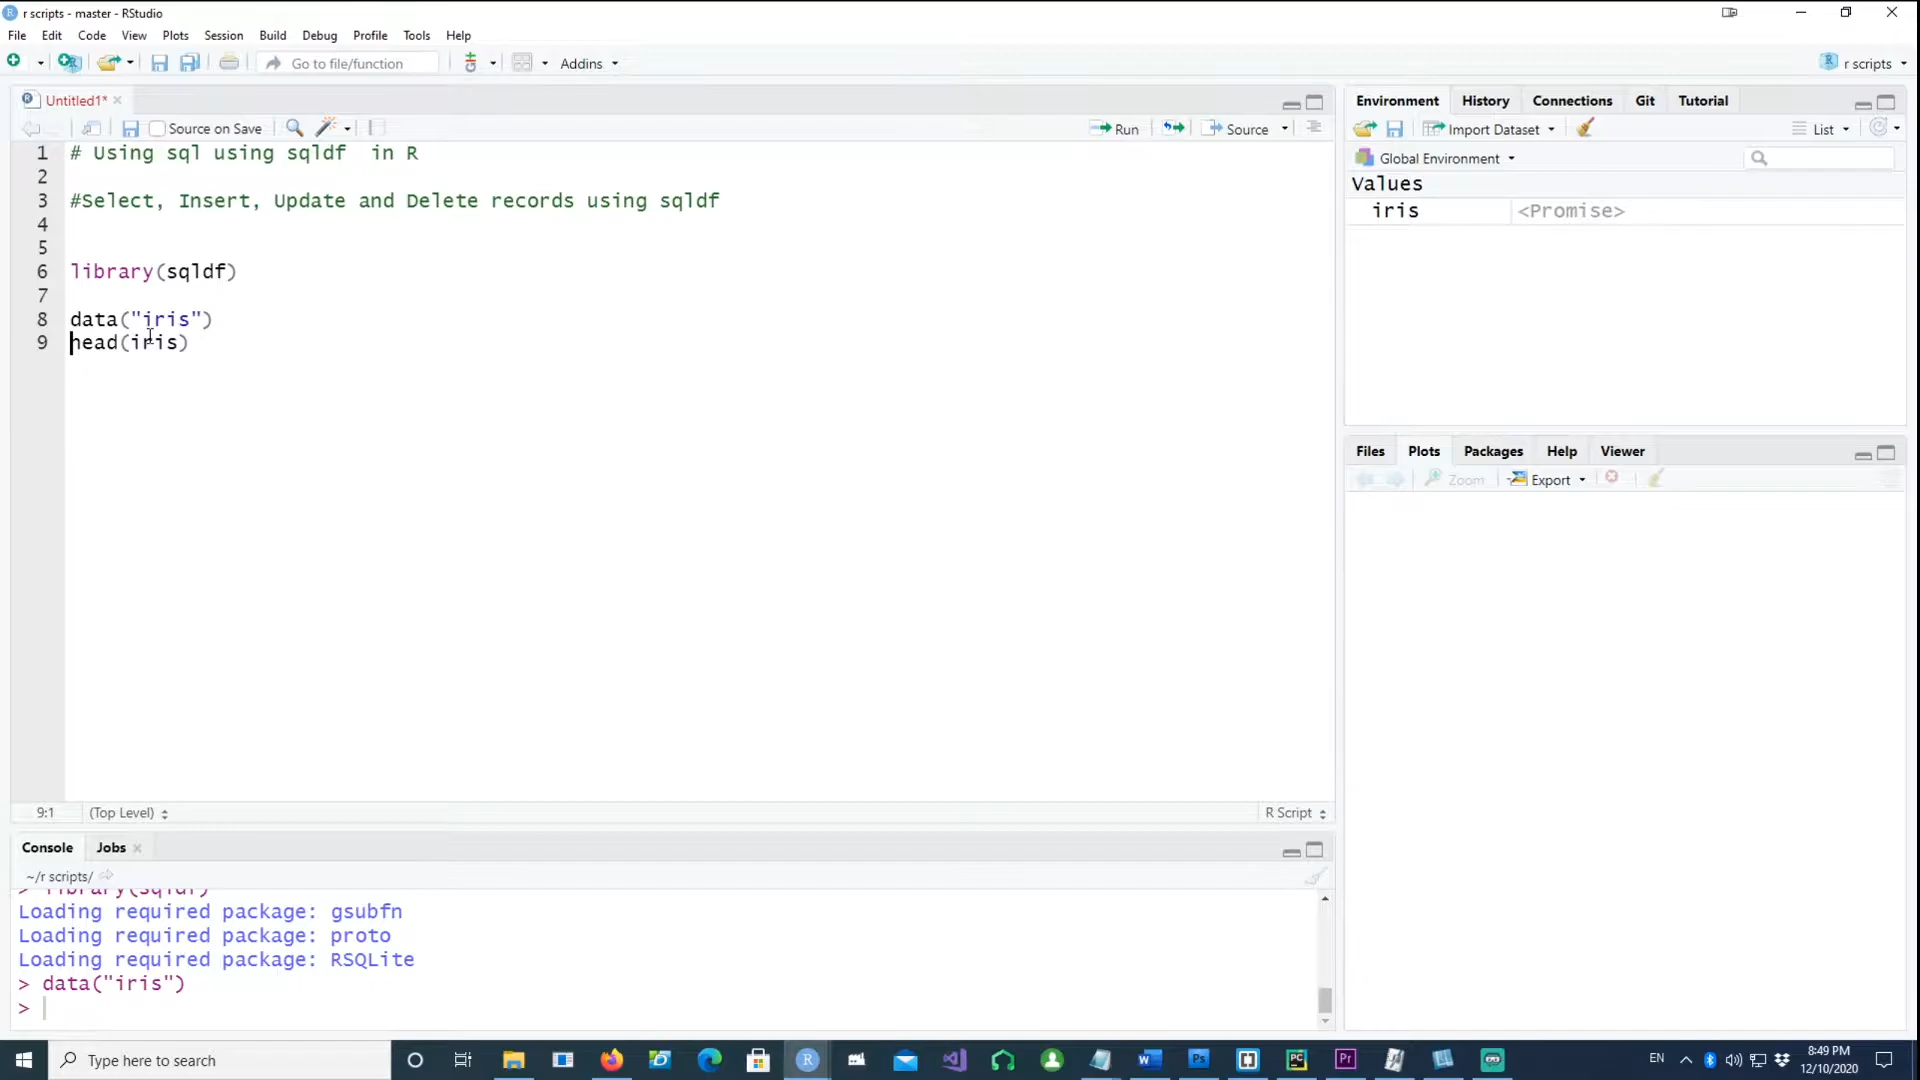 r scripts - master - RStudio
File Edit Code View Plots Session Build Debug Profile Tools Help
Go to file/function Addins r scripts
Untitled1*
Source on Save Run Source
1 # Using sql using sqldf  in R
2
3 #Select, Insert, Update and Delete records using sqldf
4
5
6 library(sqldf)
7
8 data("iris")
9 head(iris)
9:1 (Top Level) R Script
Console Jobs
~/r scripts/
> library(sqldf)
Loading required package: gsubfn
Loading required package: proto
Loading required package: RSQLite
> data("iris")
>
Environment History Connections Git Tutorial
Import Dataset List
Global Environment
Values
iris <Promise>
Files Plots Packages Help Viewer
Zoom Export
Type here to search
EN 8:49 PM
12/10/2020